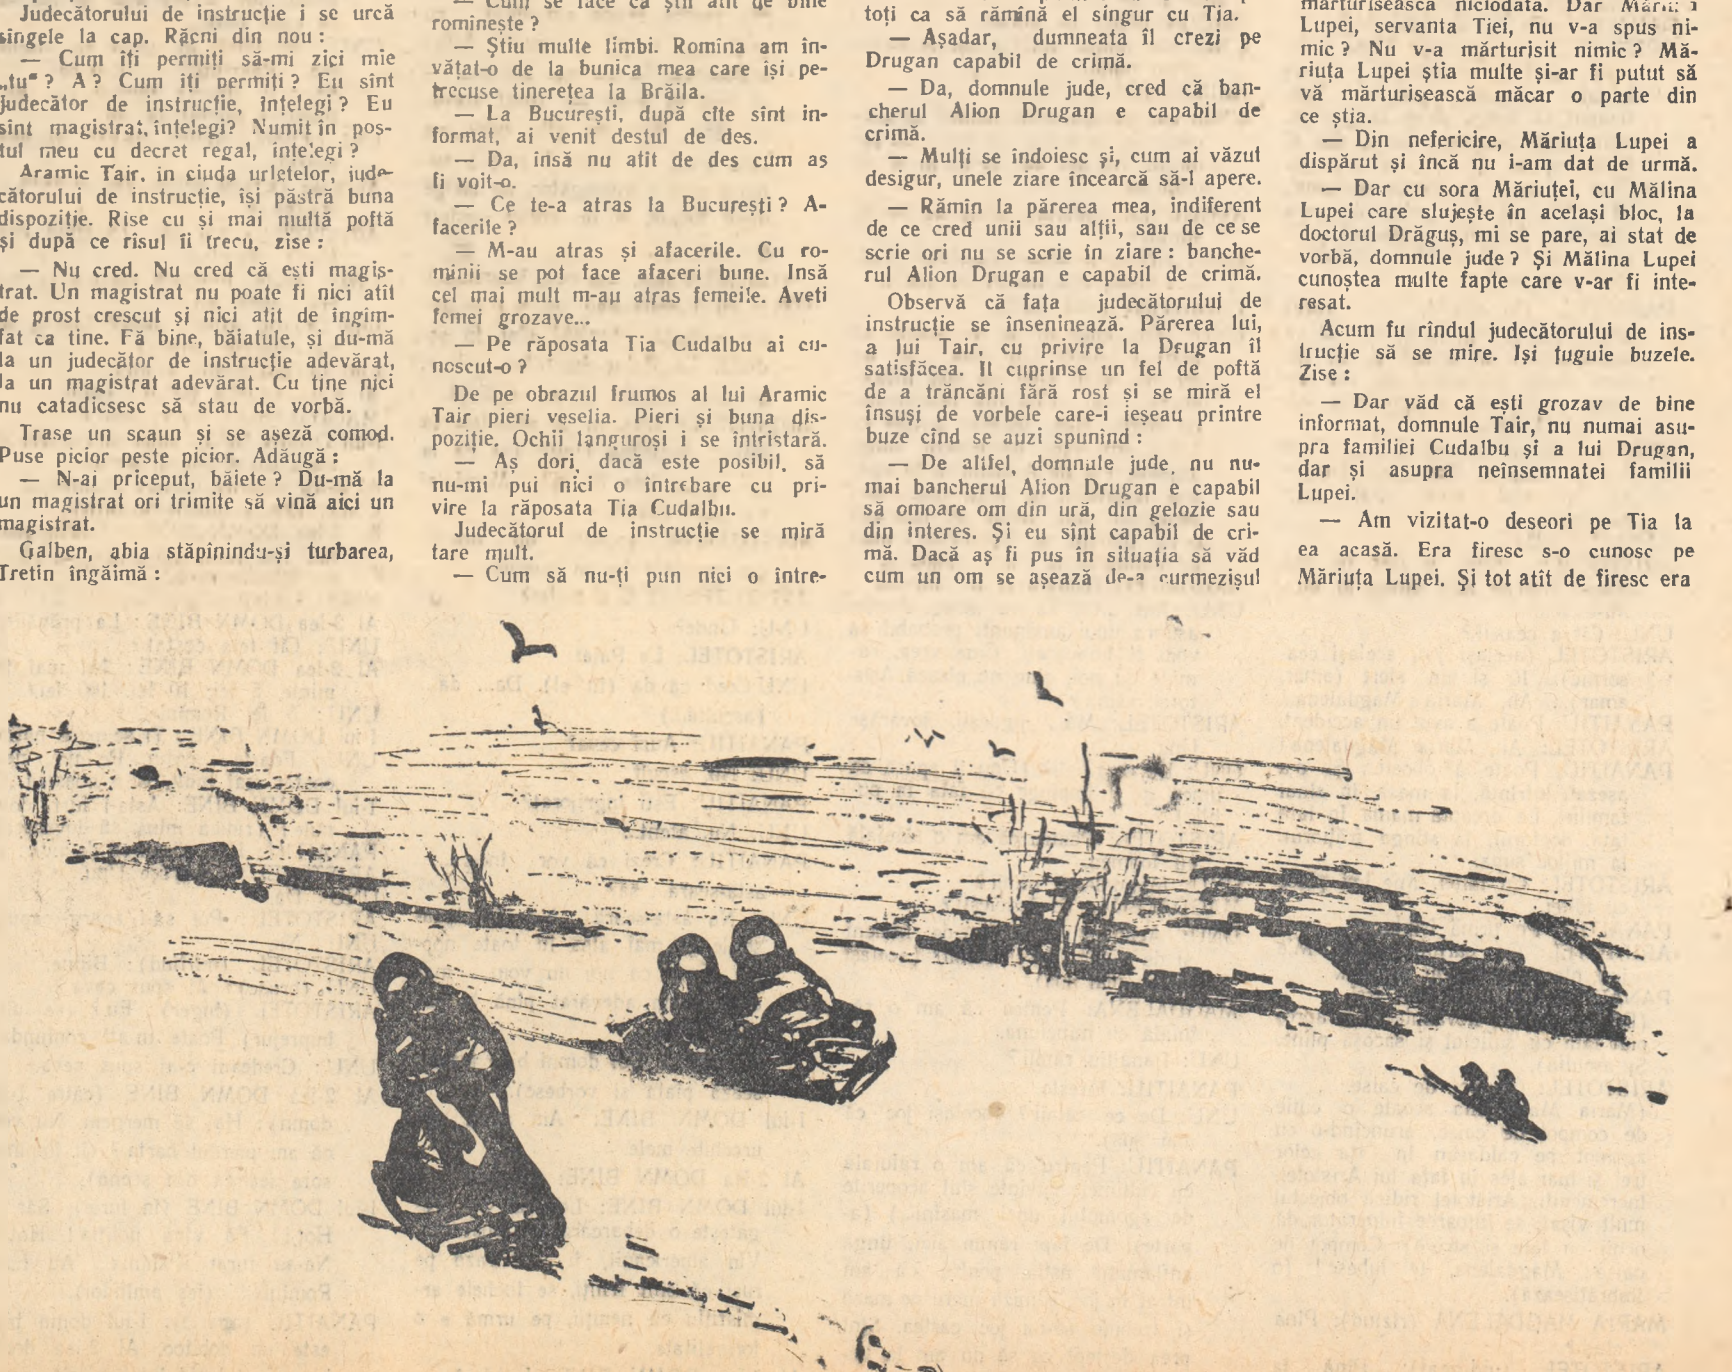 Judecătorului de instrucție i se urcă
singele la cap. Răcni din nou :
— Cum îți permiți să-mi zici mie
„tu“ ? A ? Cum iți permiți ? Eu sînt
judecător de instrucție, înțelegi ? Eu
sint magistrat, înțelegi? Numit în pos-
tul meu cu decret regal, înțelegi ?
Aramic Tair, in ciuda urletelor, jude-
cătorului de instrucție, își păstră buna
dispoziție. Rise cu și mai multă poftă
și după ce rîsul îi trecu, zise :
— Nu cred. Nu cred că ești magis-
trat. Un magistrat nu poate fi nici atît
de prost crescut și nici atit de îngîm-
fat ca tine. Fă bine, băiatule, și du-mă
la un judecător de instrucție adevărat,
la un magistrat adevărat. Cu tine nici
nu catadicsesc să stau de vorbă.
Trase un scaun și se așeză comod.
Puse picior peste picior. Adăugă :
— N-ai priceput, băiete ? Du-mă la
un magistrat ori trimite să vină aici un
magistrat.
Galben, abia stăpînindu-și turbarea,
Tretin îngăimă :
— Cum se face că știi atît de bine
romînește ?
— Știu multe limbi. Romîna am în-
vățat-o de la bunica mea care iși pe-
trecuse tinerețea la Brăila.
— La București, după cîte sînt in-
format, ai venit destul de des.
— Da, însă nu atît de des cum aș
fi voit-o.
— Ce te-a atras la București ? A-
facerile ?
— M-au atras și afacerile. Cu ro-
minii se pot face afaceri bune. Insă
cel mai mult m-au atras femeile. Aveti
femei grozave...
— Pe răposata Tia Cudalbu ai cu-
noscut-o ?
De pe obrazul frumos al lui Aramic
Tair pieri veselia. Pieri și buna dis-
poziție. Ochii languroși i se întristară.
— Aș dori, dacă este posibil, să
nu-mi pui nici o întrebare cu pri-
vire la răposata Tia Cudalbu.
Judecătorul de instrucție se miră
tare mult.
— Cum să nu-ți pun nici o între-
toți ca să rămînă el singur cu Tia.
— Așadar, dumneata îl crezi pe
Drugan capabil de crimă.
— Da, domnule jude, cred că ban-
cherul Alion Drugan e capabil de
crimă.
— Mulți se îndoiesc și, cum ai văzut
desigur, unele ziare încearcă să-l apere.
— Rămîn la părerea mea, indiferent
de ce cred unii sau alții, sau de ce se
scrie ori nu se scrie în ziare : banche-
rul Alion Drugan e capabil de crimă.
Observă că fața judecătorului de
instrucție se înseninează. Părerea lui,
a lui Tair, cu privire la Drugan îl
satisfăcea. Il cuprinse un fel de poftă
de a trăncăni fără rost și se miră el
însuși de vorbele care-i ieșeau printre
buze cînd se auzi spunînd :
— De altfel, domnule jude, nu nu-
mai bancherul Alion Drugan e capabil
să omoare om din ură, din gelozie sau
din interes. Și eu sînt capabil de cri-
mă. Dacă aș fi pus în situația să văd
cum un om se așează de-a curmezișul
mărturisească niciodată. Dar Măriuța
Lupei, servanta Tiei, nu v-a spus ni-
mic ? Nu v-a mărturisit nimic ? Mă-
riuța Lupei știa multe și-ar fi putut să
vă mărturisească măcar o parte din
ce știa.
— Din nefericire, Măriuța Lupei a
dispărut și încă nu i-am dat de urmă.
— Dar cu sora Măriuței, cu Mălina
Lupei care slujește în același bloc, la
doctorul Drăguș, mi se pare, ai stat de
vorbă, domnule jude ? Și Mălina Lupei
cunoștea multe fapte care v-ar fi inte-
resat.
Acum fu rîndul judecătorului de ins-
trucție să se mire. Iși țuguie buzele.
Zise :
— Dar văd că ești grozav de bine
informat, domnule Tair, nu numai asu-
pra familiei Cudalbu și a lui Drugan,
dar și asupra neînsemnatei familii
Lupei.
— Am vizitat-o deseori pe Tia la
ea acasă. Era firesc s-o cunosc pe
Măriuța Lupei. Și tot atît de firesc era